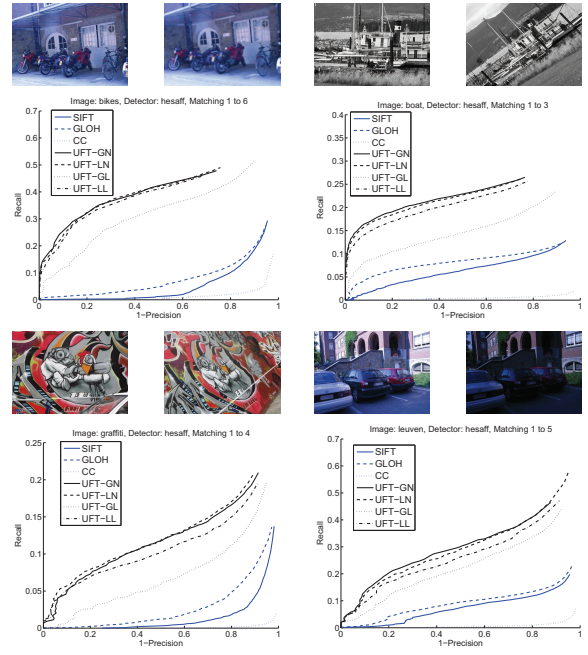 Image: bikes, Detector: hesaff, Matching 1 to 6
0.7
0.6
0.5
0.4
0.3
0.2
0.1
0
Recall
SIFT
GLOH
CC
UFT−GN
UFT−LN
UFT−GL
UFT−LL
0 0.2 0.4 0.6 0.8 1
1−Precision
Image: boat, Detector: hesaff, Matching 1 to 3
0.4
0.35
0.3
0.25
0.2
0.15
0.1
0.05
0
Recall
SIFT
GLOH
CC
UFT−GN
UFT−LN
UFT−GL
UFT−LL
0 0.2 0.4 0.6 0.8 1
1−Precision
Image: graffiti, Detector: hesaff, Matching 1 to 4
0.25
0.2
0.15
0.1
0.05
0
Recall
SIFT
GLOH
CC
UFT−GN
UFT−LN
UFT−GL
UFT−LL
0 0.2 0.4 0.6 0.8 1
1−Precision
Image: leuven, Detector: hesaff, Matching 1 to 5
0.7
0.6
0.5
0.4
0.3
0.2
0.1
0
Recall
SIFT
GLOH
CC
UFT−GN
UFT−LN
UFT−GL
UFT−LL
0 0.2 0.4 0.6 0.8 1
1−Precision